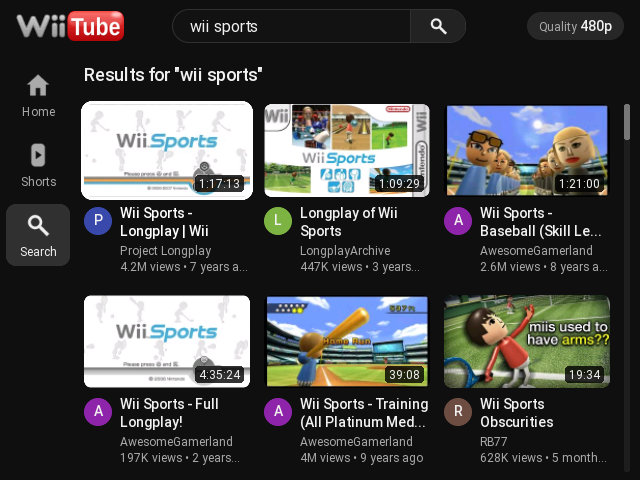 WiiTube
wii sports
Quality 480p
Results for "wii sports"
Home
Shorts
Search
Wii Sports
1:17:13
Wii
Wii Sports
1:09:29
1:21:00
P
Wii Sports -
Longplay | Wii
Project Longplay
4.2M views • 7 years a...
L
Longplay of Wii
Sports
LongplayArchive
447K views • 3 years...
A
Wii Sports -
Baseball (Skill Le...
AwesomeGamerland
2.6M views • 8 years a...
Wii Sports
4:35:24
Home Run
39:08
miis used to
have arms??
19:34
A
Wii Sports - Full
Longplay!
AwesomeGamerland
197K views • 2 years...
A
Wii Sports - Training
(All Platinum Med...
AwesomeGamerland
4M views • 9 years ago
R
Wii Sports
Obscurities
RB77
628K views • 5 month...